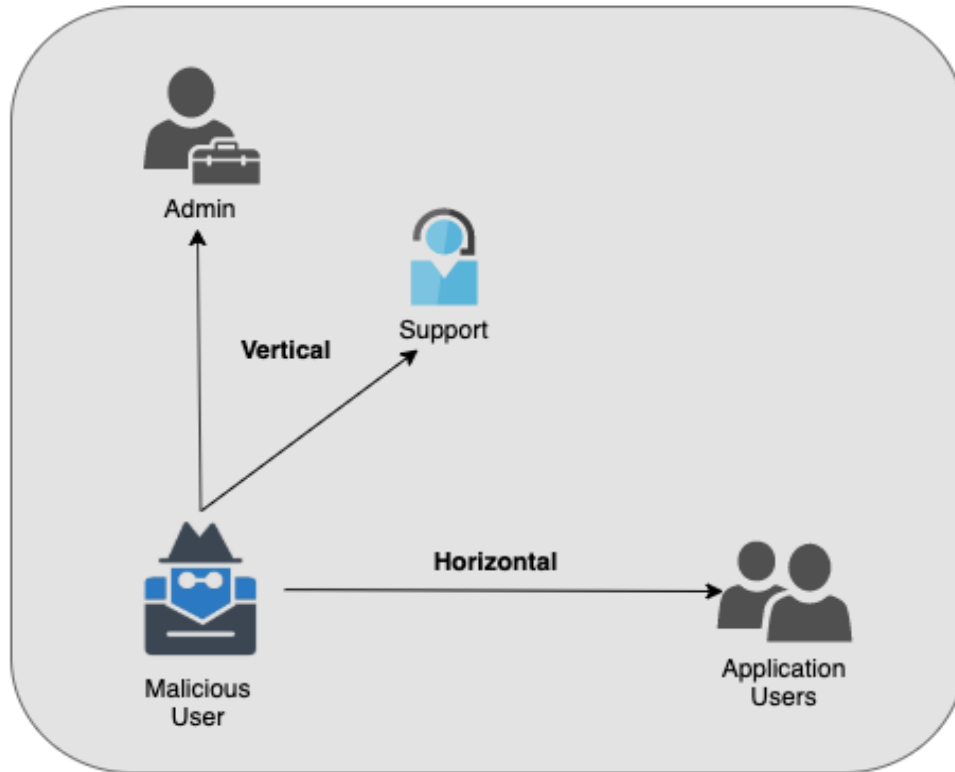 Admin
Support
Vertical
Horizontal
Malicious
User
Application
Users